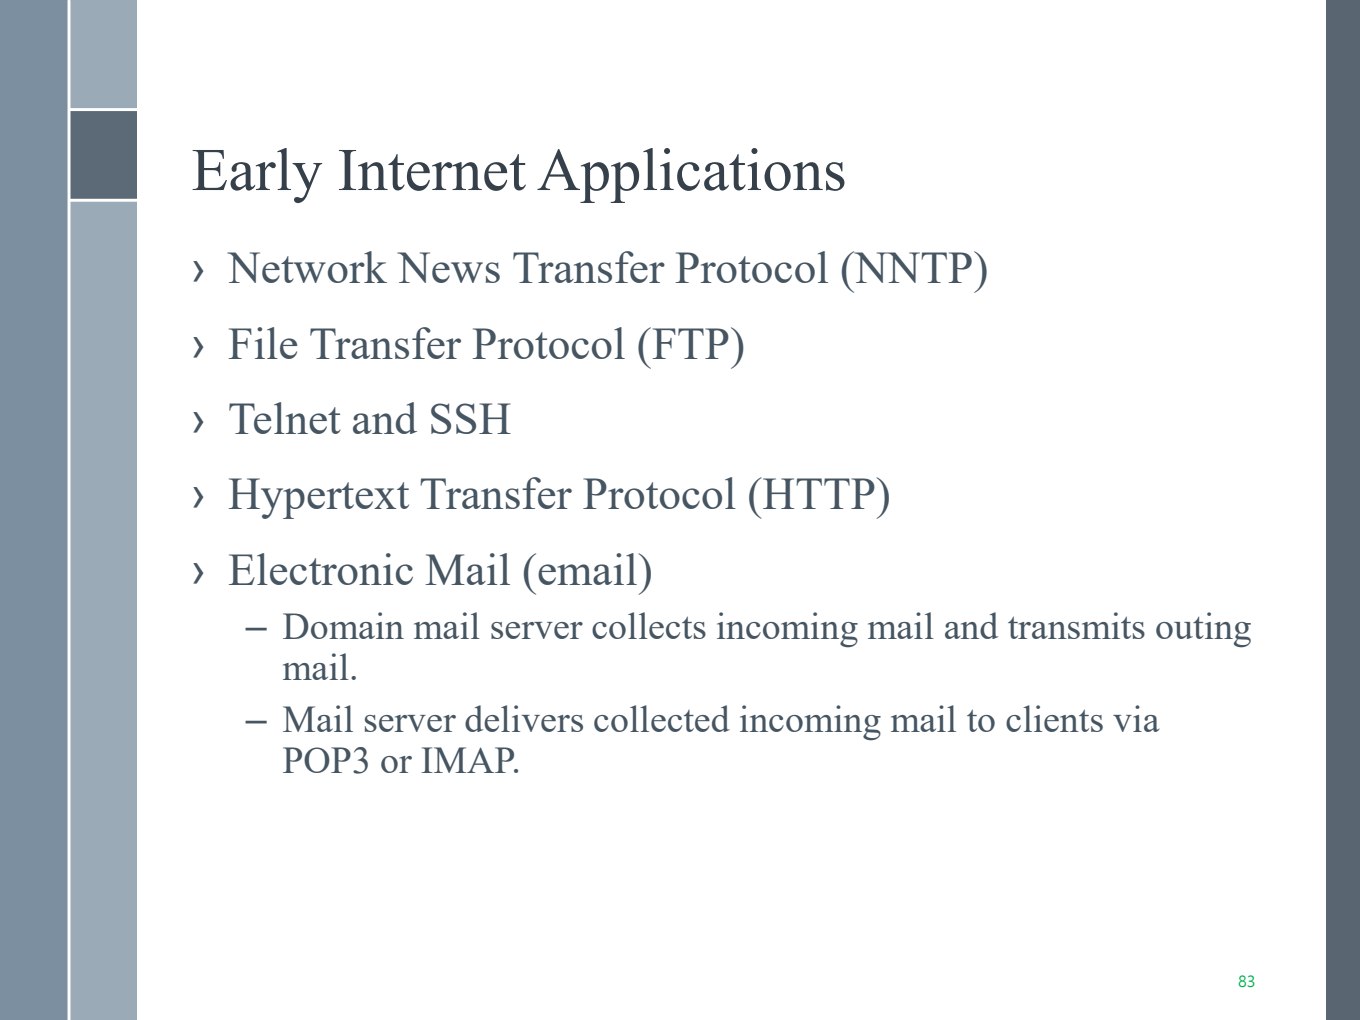 Early Internet Applications
› Network News Transfer Protocol (NNTP)
› File Transfer Protocol (FTP)
› Telnet and SSH
› Hypertext Transfer Protocol (HTTP)
› Electronic Mail (email)
– Domain mail server collects incoming mail and transmits outing
mail.
– Mail server delivers collected incoming mail to clients via
POP3 or IMAP.
83